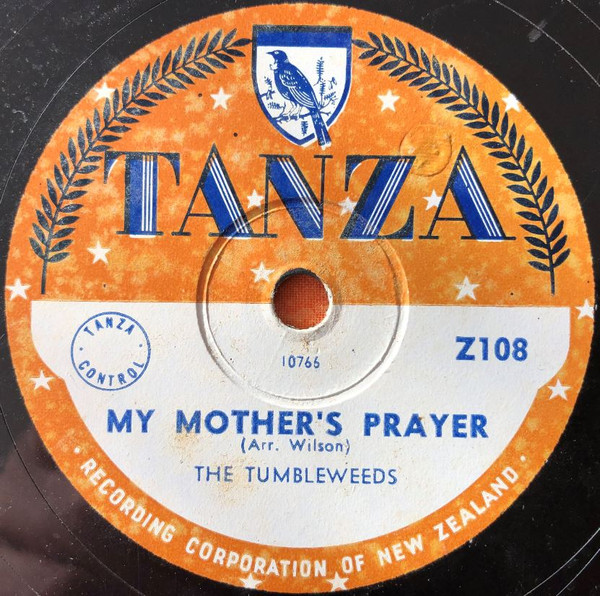 TANZA
TANZA
CONTROL
Z108
10766
MY MOTHER'S PRAYER
(Arr. Wilson)
THE TUMBLEWEEDS
· RECORDING CORPORATION OF NEW ZEALAND ·